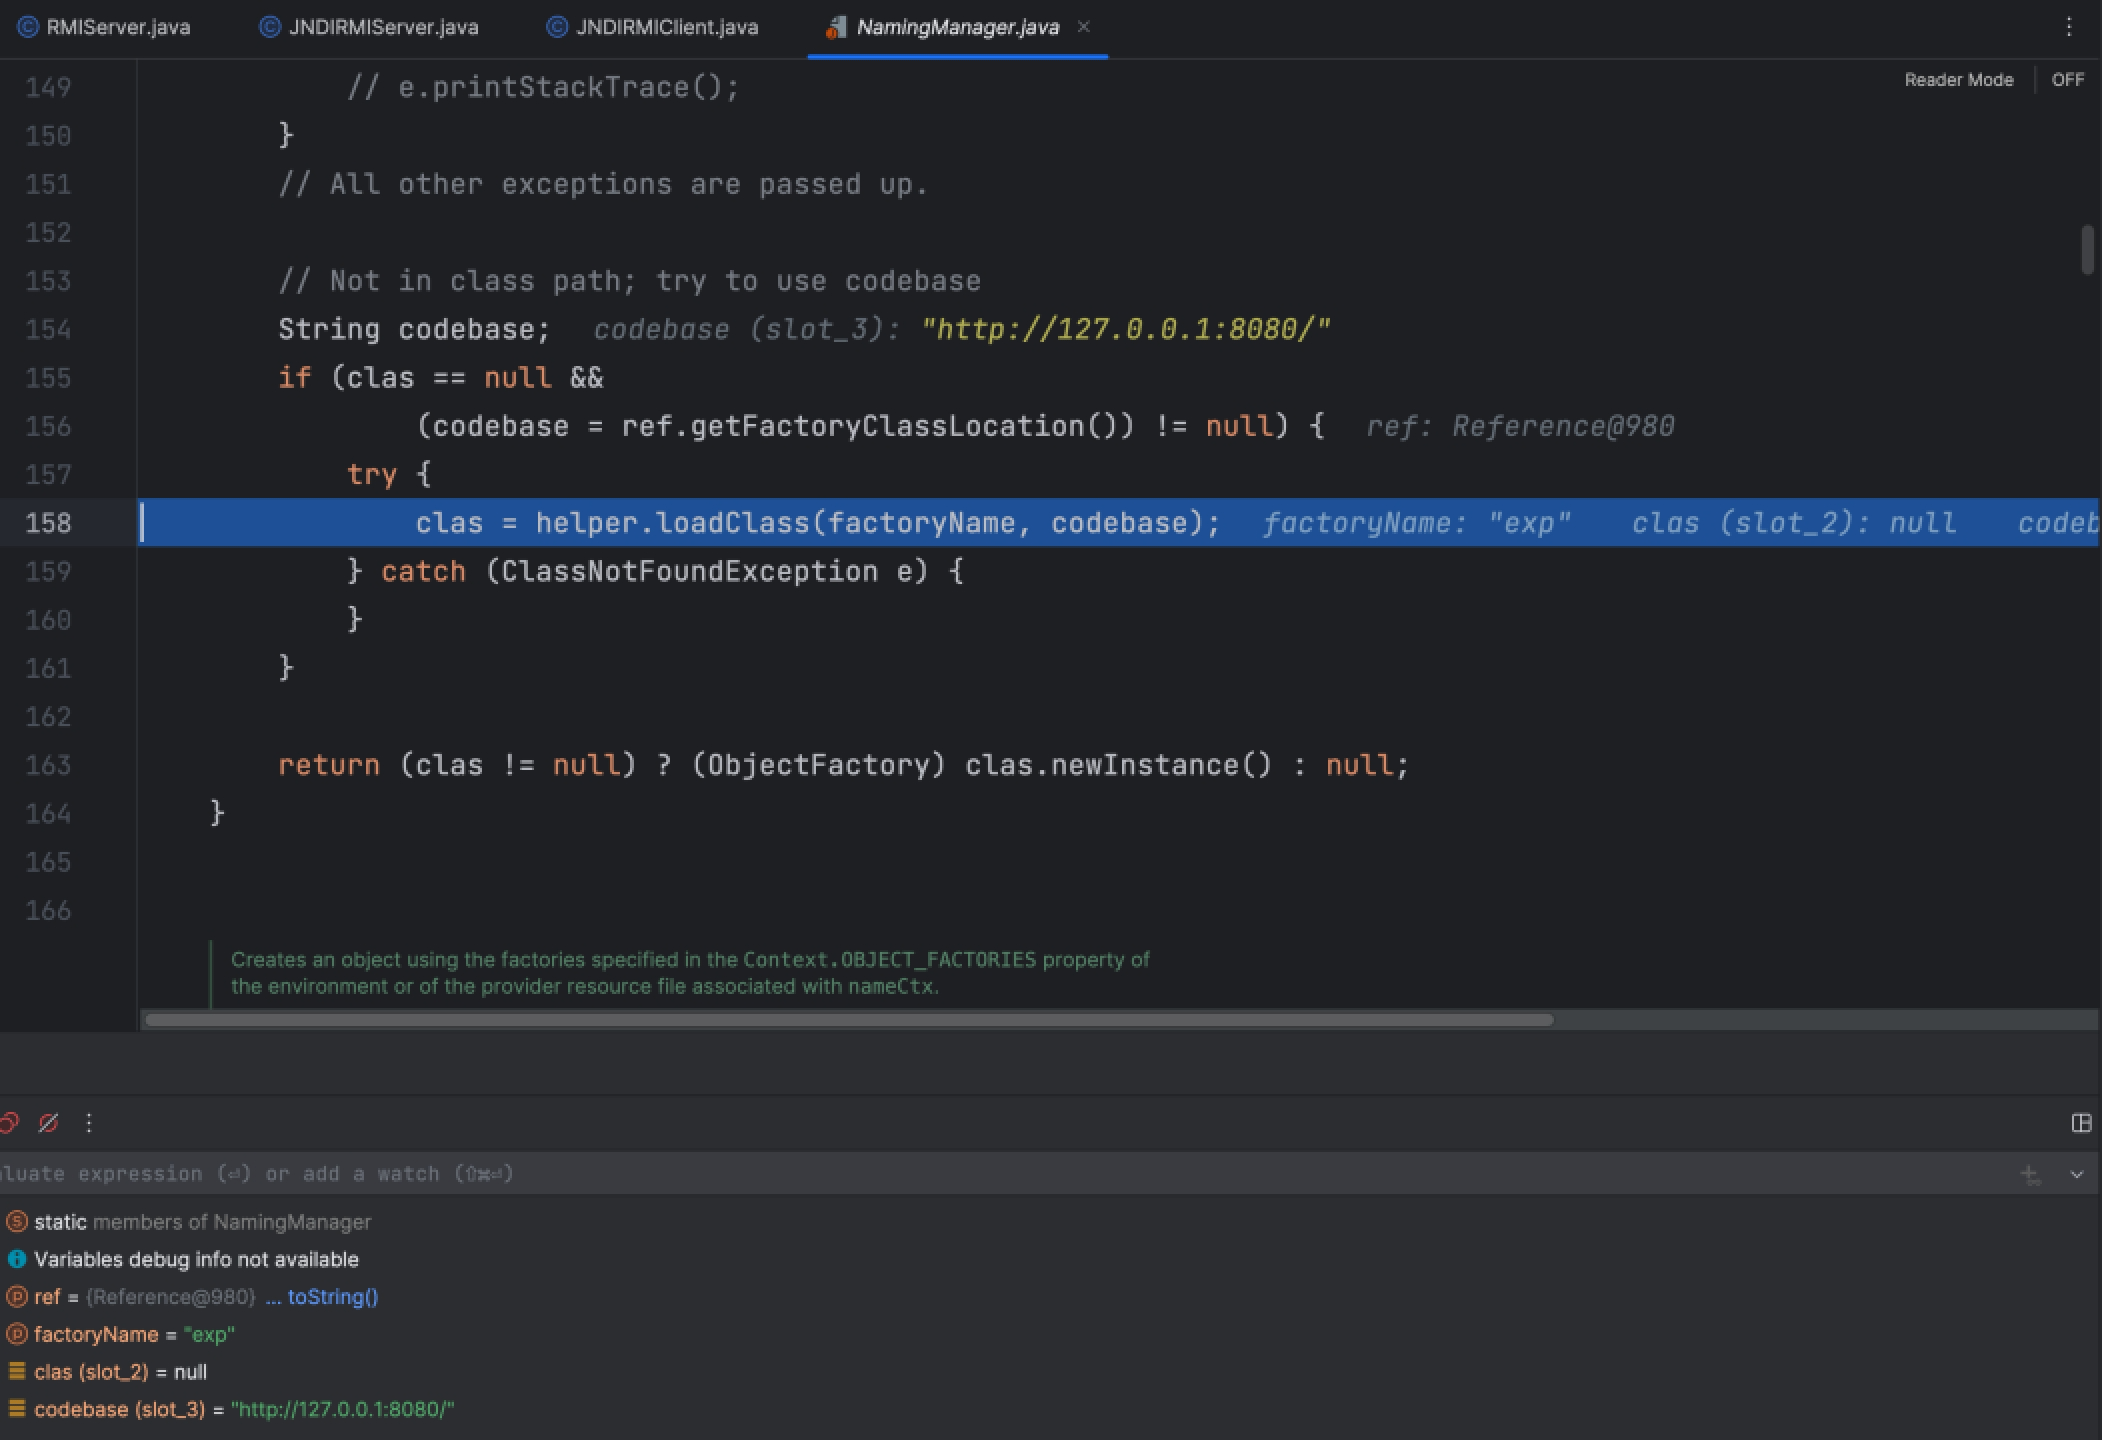 RMIServer.java JNDIRMIServer.java JNDIRMIClient.java NamingManager.java
Reader Mode OFF
149 // e.printStackTrace();
150 }
151 // All other exceptions are passed up.
152
153 // Not in class path; try to use codebase
154 String codebase; codebase (slot_3): "http://127.0.0.1:8080/"
155 if (clas == null &&
156 (codebase = ref.getFactoryClassLocation()) != null) { ref: Reference@980
157 try {
158 clas = helper.loadClass(factoryName, codebase); factoryName: "exp" clas (slot_2): null codeb
159 } catch (ClassNotFoundException e) {
160 }
161 }
162
163 return (clas != null) ? (ObjectFactory) clas.newInstance() : null;
164 }
165
166
Creates an object using the factories specified in the Context.OBJECT_FACTORIES property of
the environment or of the provider resource file associated with nameCtx.
luate expression (⏎) or add a watch (⇧⌘⏎)
static members of NamingManager
Variables debug info not available
ref = {Reference@980} ... toString()
factoryName = "exp"
clas (slot_2) = null
codebase (slot_3) = "http://127.0.0.1:8080/"